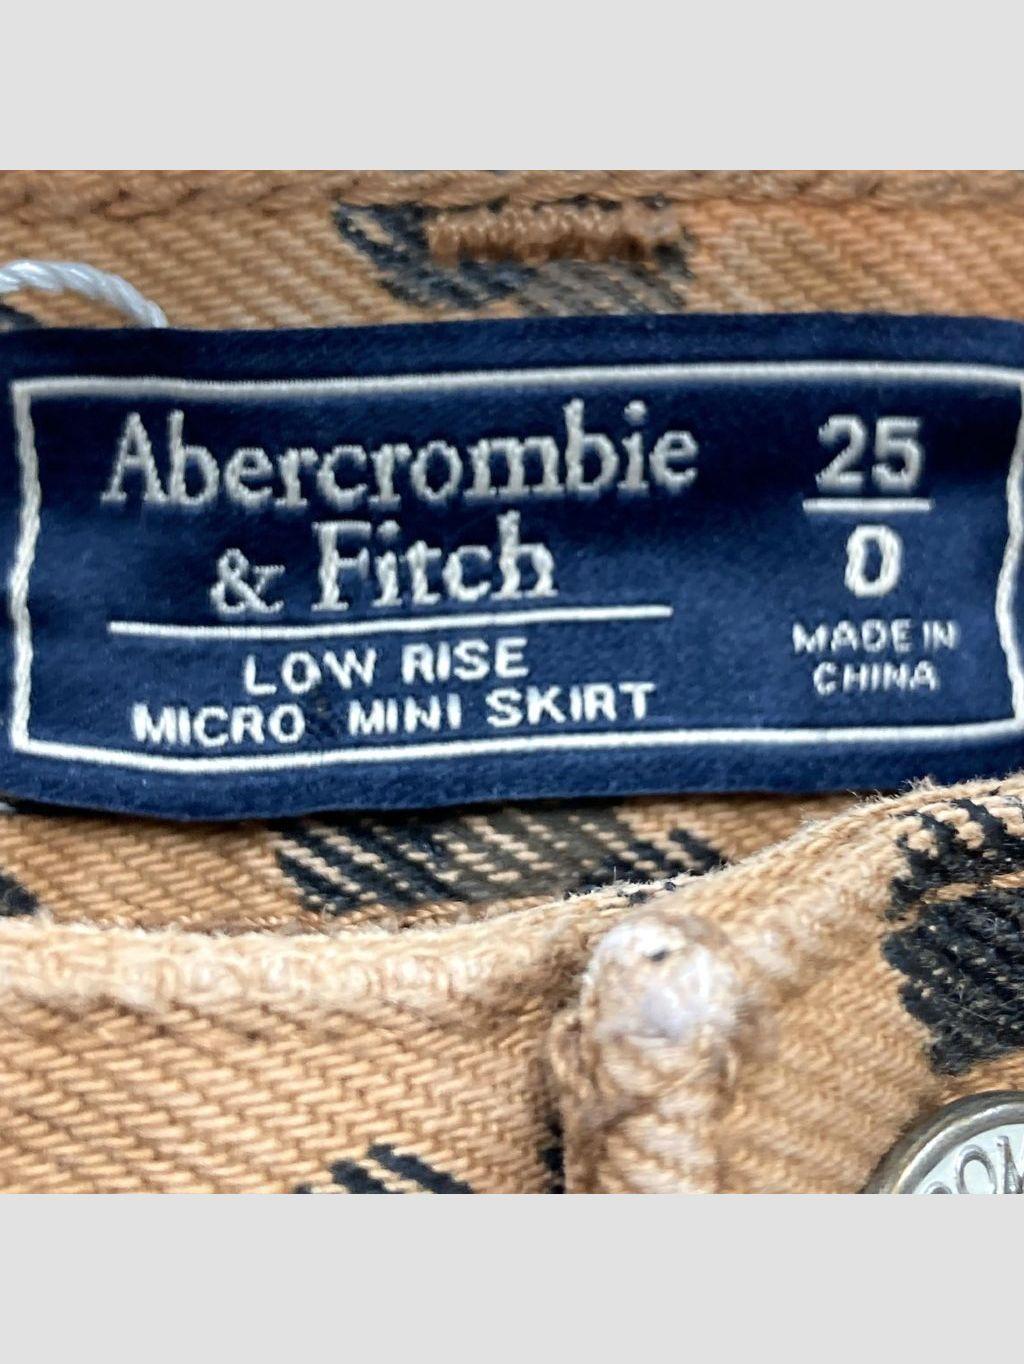 Abercrombie
& Fitch
LOW RISE
MICRO MINI SKIRT
25
0
MADE IN
CHINA